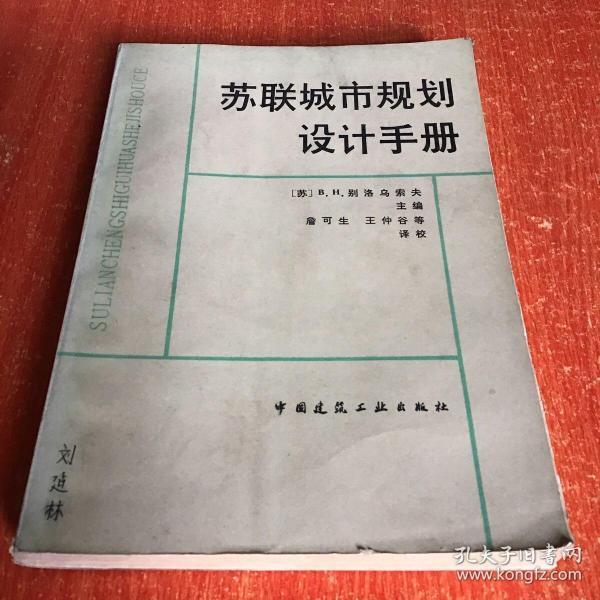 苏联城市规划
设计手册
[苏] В.Н.别洛乌索夫
主编
詹可生 王仲谷等
译校
SULIANCHENGSHIGUIHUASHEJISHOUCE
中国建筑工业出版社
刘延林
孔夫子旧书网
www.kongfz.com